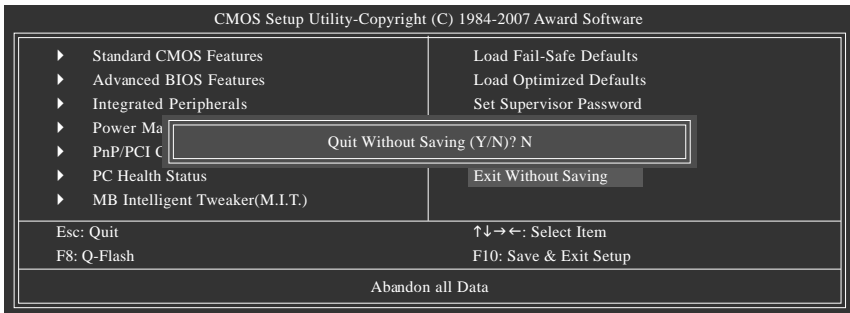 CMOS Setup Utility-Copyright (C) 1984-2007 Award Software
Standard CMOS Features
Advanced BIOS Features
Integrated Peripherals
Power Ma
PnP/PCI
PC Health Status
MB Intelligent Tweaker(M.I.T.)
Load Fail-Safe Defaults
Load Optimized Defaults
Set Supervisor Password
Exit Without Saving
Quit Without Saving (Y/N)? N
Esc: Quit
↑↓→←: Select Item
F8: Q-Flash
F10: Save & Exit Setup
Abandon all Data